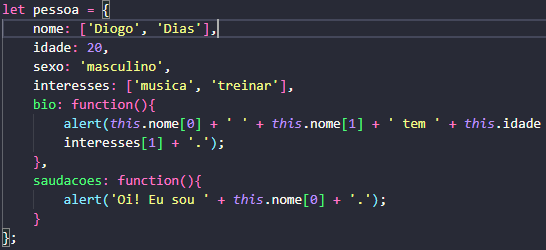 let pessoa = {
nome: ['Diogo', 'Dias'],
idade: 20,
sexo: 'masculino',
interesses: ['musica', 'treinar'],
bio: function(){
alert(this.nome[0] + ' ' + this.nome[1] + ' tem ' + this.idade
interesses[1] + '.');
},
saudacoes: function(){
alert('Oi! Eu sou ' + this.nome[0] + '.');
}
};